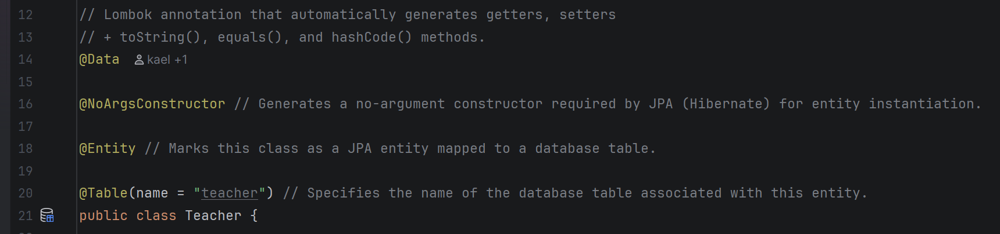 12 // Lombok annotation that automatically generates getters, setters
13 // + toString(), equals(), and hashCode() methods.
14 @Data kael +1
15
16 @NoArgsConstructor // Generates a no-argument constructor required by JPA (Hibernate) for entity instantiation.
17
18 @Entity // Marks this class as a JPA entity mapped to a database table.
19
20 @Table(name = "teacher") // Specifies the name of the database table associated with this entity.
21 public class Teacher {